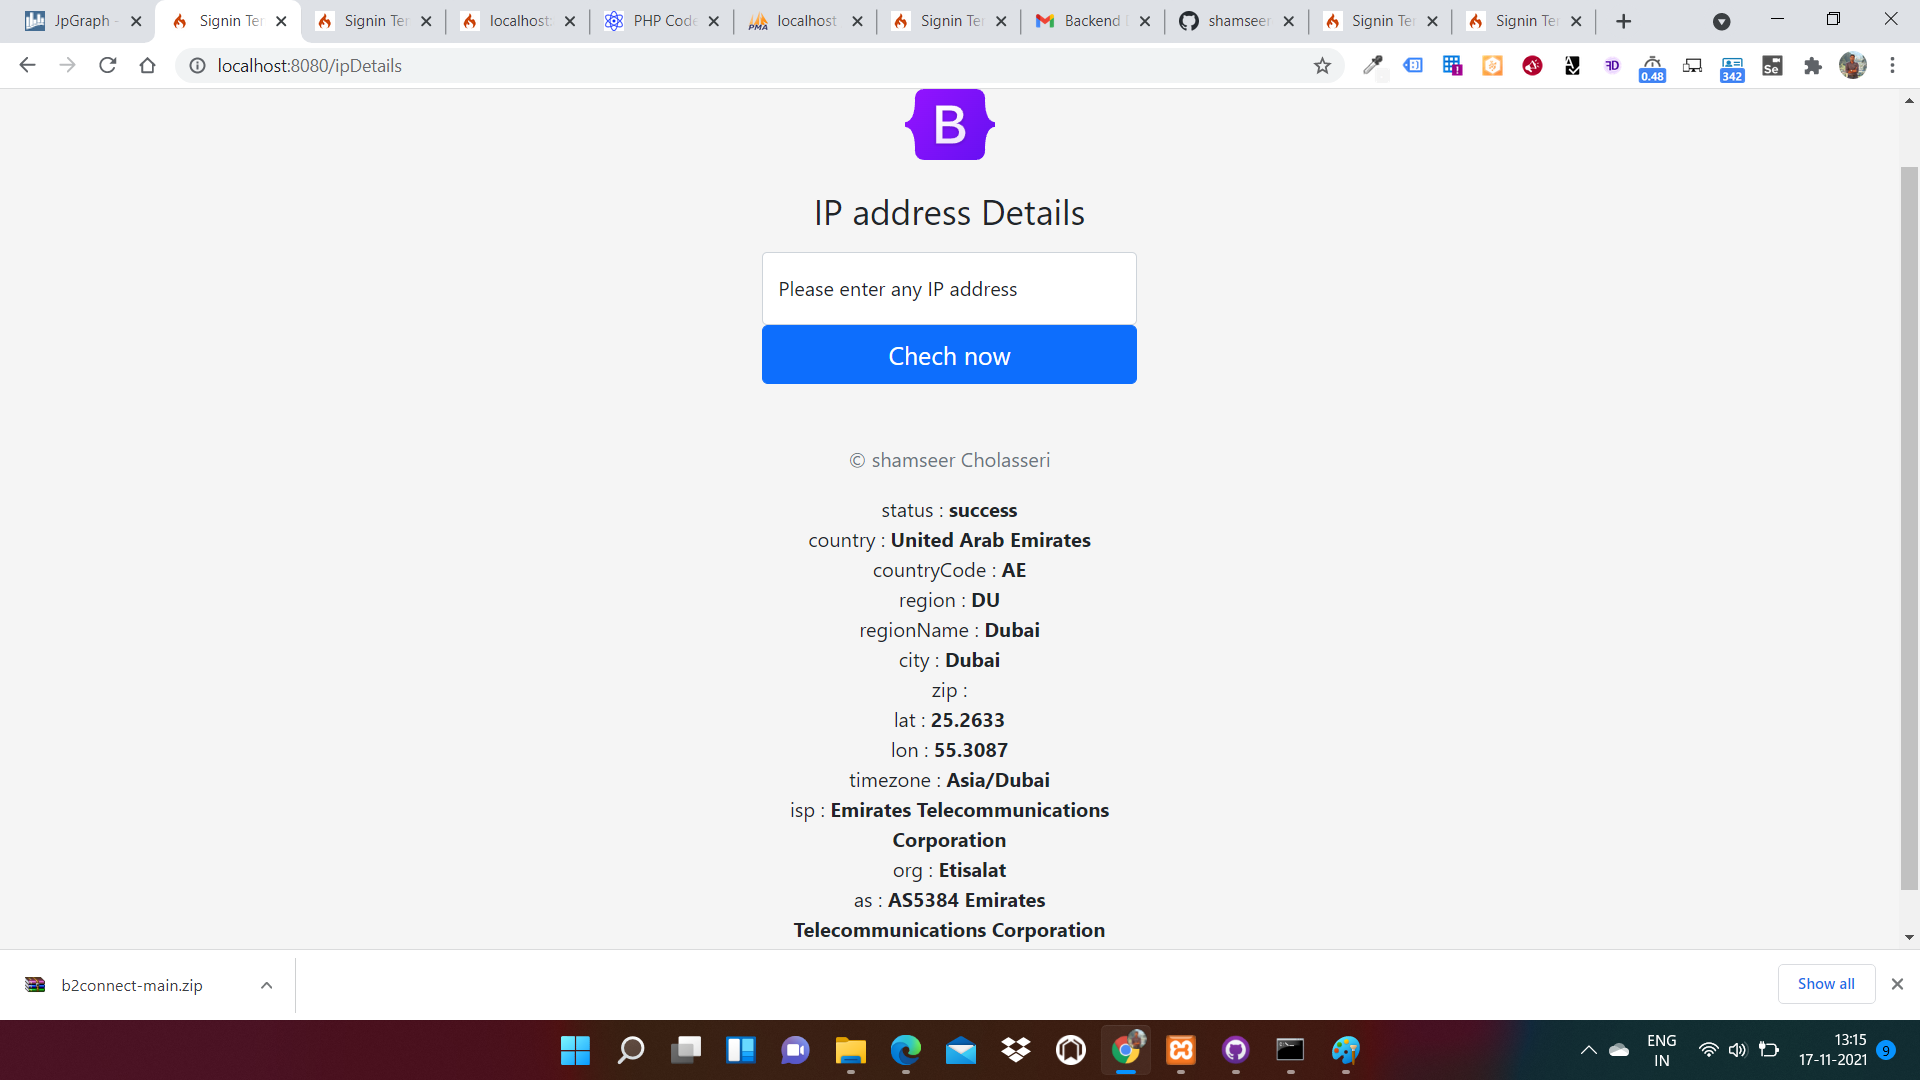 JpGraph -
Signin Ter
Signin Ter
localhost:
PHP Code
localhost
Signin Ter
Backend
shamseer
Signin Ter
Signin Ter
localhost:8080/ipDetails
0.48
342
Se
B
IP address Details
Please enter any IP address
Chech now
© shamseer Cholasseri
status : success
country : United Arab Emirates
countryCode : AE
region : DU
regionName : Dubai
city : Dubai
zip :
lat : 25.2633
lon : 55.3087
timezone : Asia/Dubai
isp : Emirates Telecommunications
Corporation
org : Etisalat
as : AS5384 Emirates
Telecommunications Corporation
b2connect-main.zip
Show all
ENG
IN
13:15
17-11-2021
9